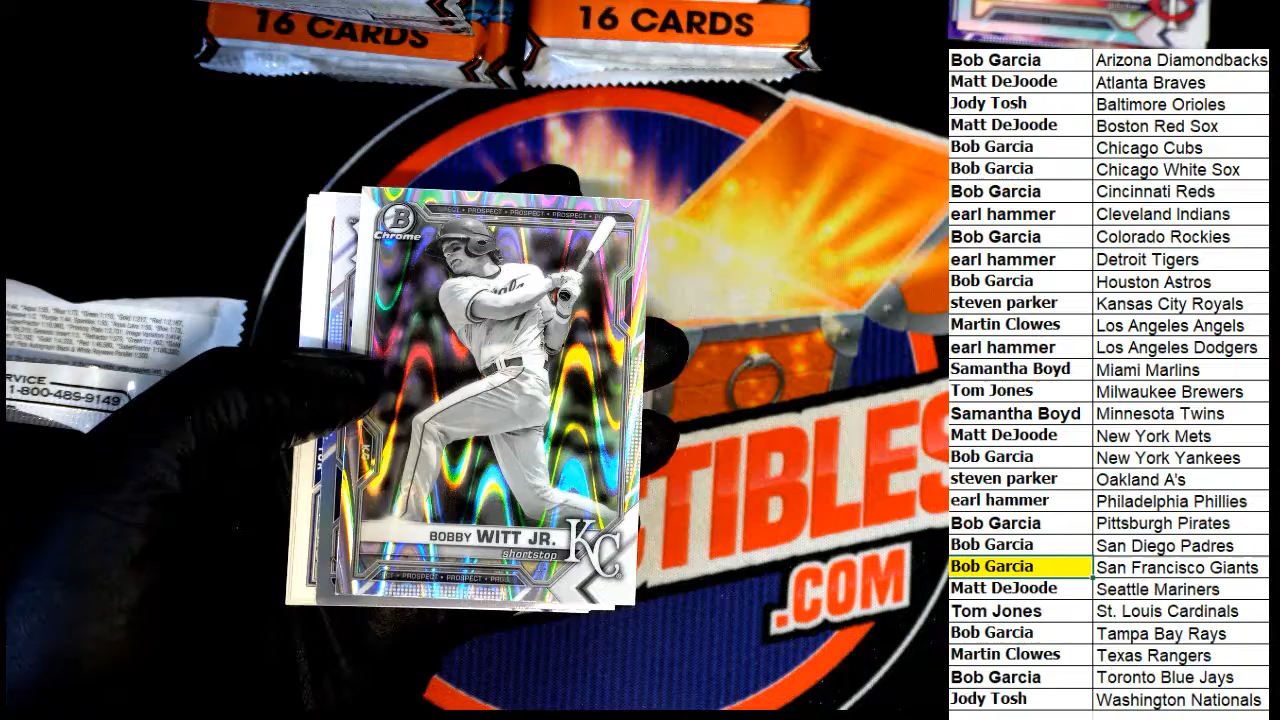 16 CARDS
16 CARDS
B
Chrome
PROSPECT • PROSPECT • PROSPECT
BOBBY WITT JR.
shortstop
KC
PROSPECT • PROSPECT
RVICE
1-800-489-9149
TIBLES
.COM
Bob Garcia Arizona Diamondbacks
Matt DeJoode Atlanta Braves
Jody Tosh Baltimore Orioles
Matt DeJoode Boston Red Sox
Bob Garcia Chicago Cubs
Bob Garcia Chicago White Sox
Bob Garcia Cincinnati Reds
earl hammer Cleveland Indians
Bob Garcia Colorado Rockies
earl hammer Detroit Tigers
Bob Garcia Houston Astros
steven parker Kansas City Royals
Martin Clowes Los Angeles Angels
earl hammer Los Angeles Dodgers
Samantha Boyd Miami Marlins
Tom Jones Milwaukee Brewers
Samantha Boyd Minnesota Twins
Matt DeJoode New York Mets
Bob Garcia New York Yankees
steven parker Oakland A's
earl hammer Philadelphia Phillies
Bob Garcia Pittsburgh Pirates
Bob Garcia San Diego Padres
Bob Garcia San Francisco Giants
Matt DeJoode Seattle Mariners
Tom Jones St. Louis Cardinals
Bob Garcia Tampa Bay Rays
Martin Clowes Texas Rangers
Bob Garcia Toronto Blue Jays
Jody Tosh Washington Nationals